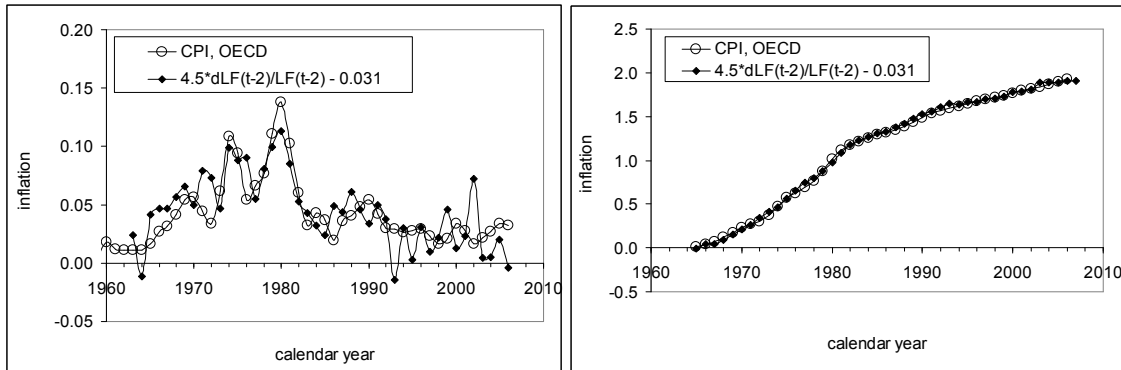 0.20
0.15
0.10
0.05
0.00
-0.05
inflation
CPI, OECD
4.5*dLF(t-2)/LF(t-2) - 0.031
1960 1970 1980 1990 2000 2010
calendar year
2.5
2.0
1.5
1.0
0.5
0.0
-0.5
inflation
CPI, OECD
4.5*dLF(t-2)/LF(t-2) - 0.031
1960 1970 1980 1990 2000 2010
calendar year